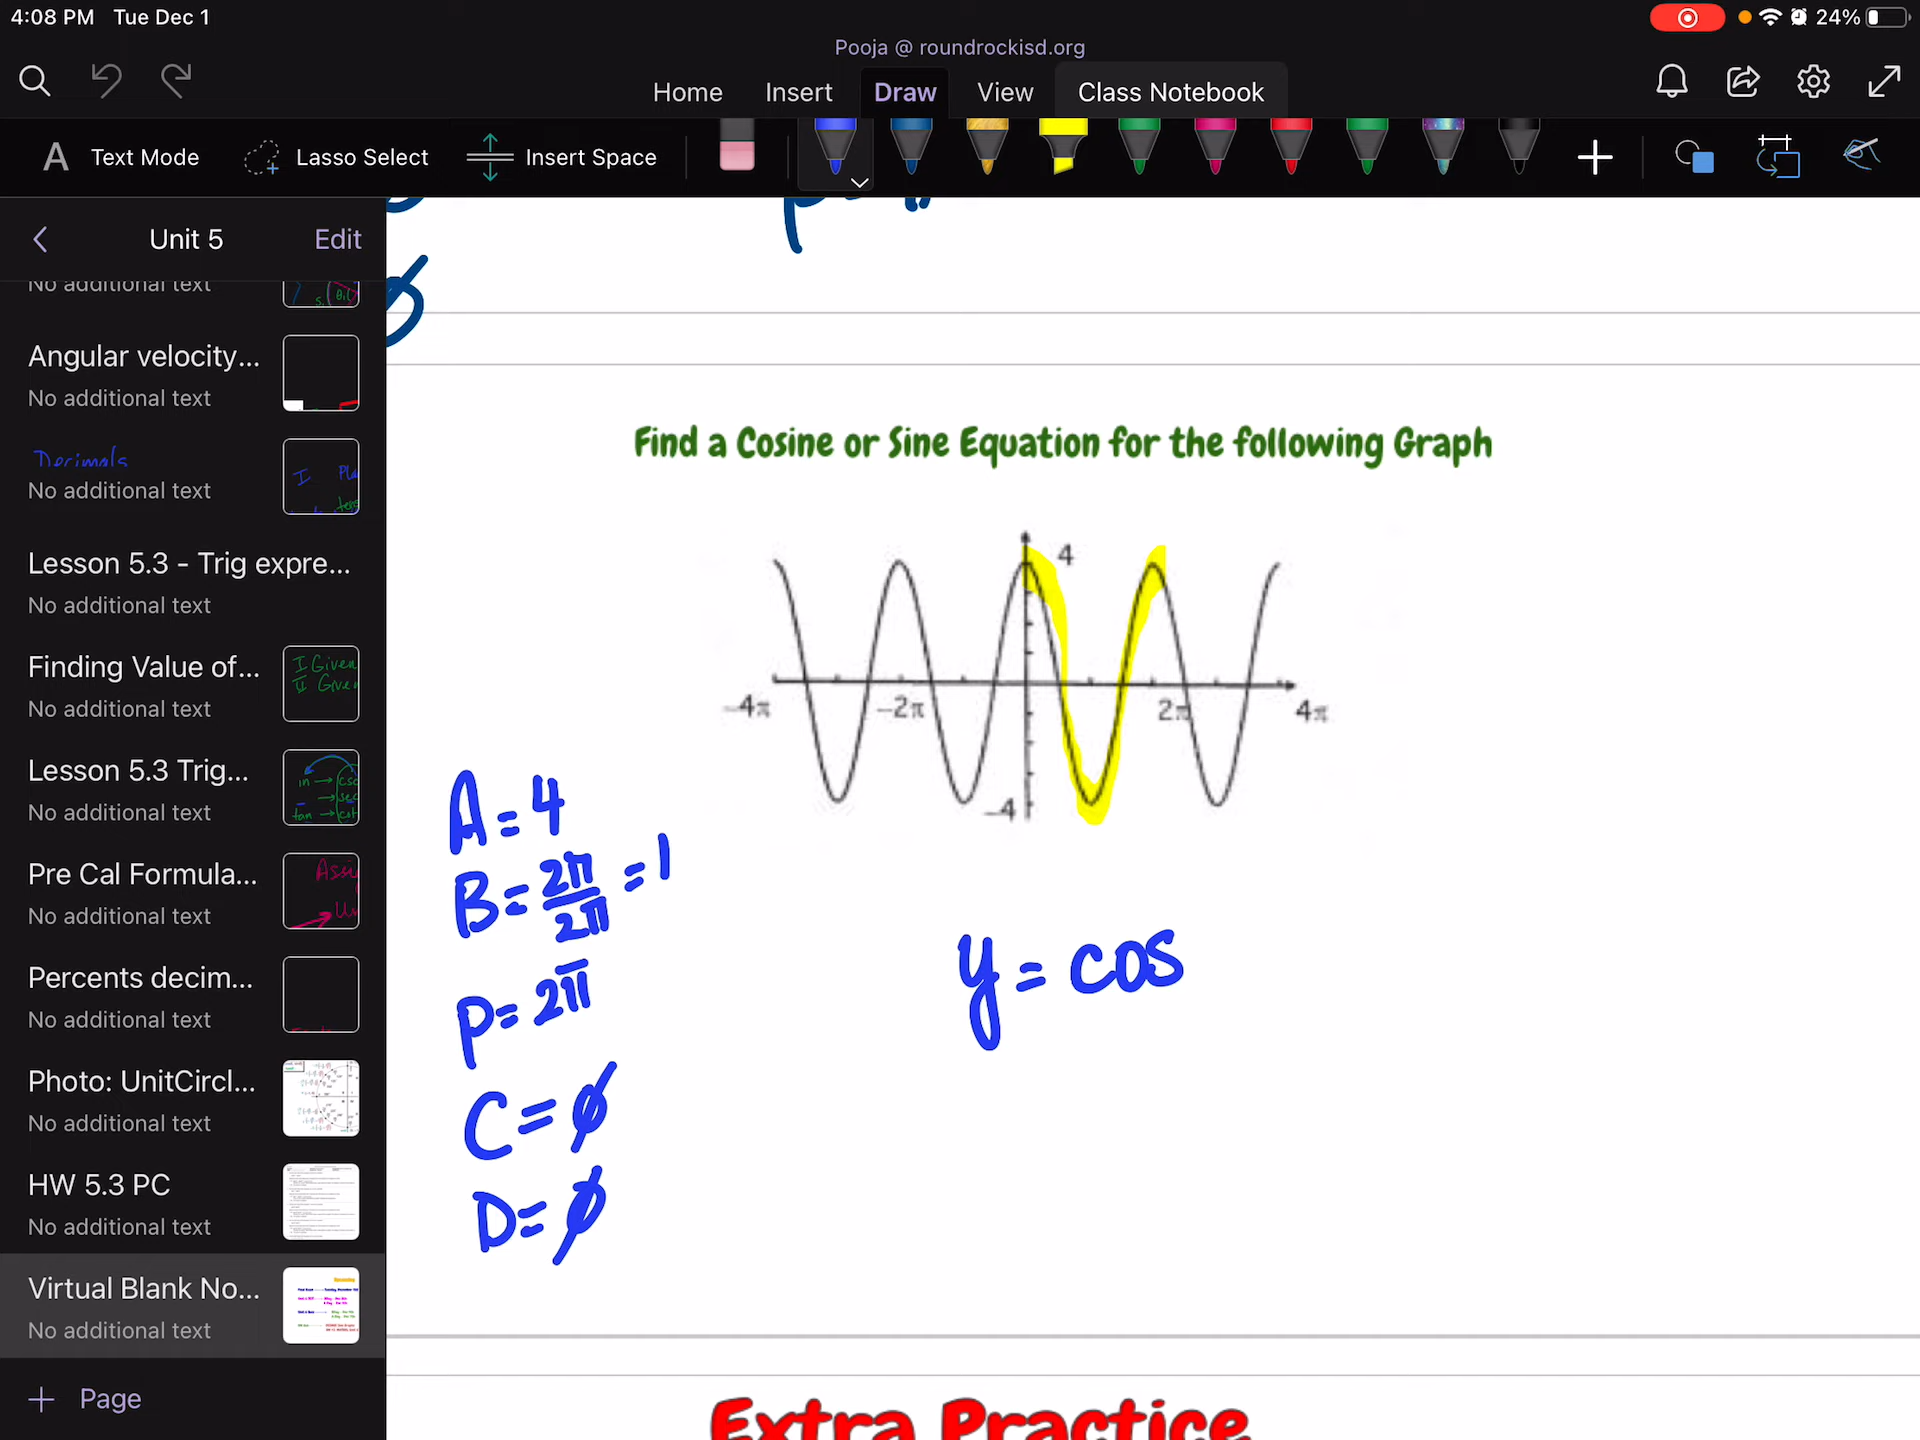 4:08 PM Tue Dec 1
24%
Pooja @ roundrockisd.org
Home Insert Draw View Class Notebook
Text Mode Lasso Select Insert Space
Unit 5 Edit
No additional text
Angular velocity...
No additional text
Decimals
No additional text
Lesson 5.3 - Trig expre...
No additional text
Finding Value of...
No additional text
Lesson 5.3 Trig...
No additional text
Pre Cal Formula...
No additional text
Percents decim...
No additional text
Photo: UnitCircl...
No additional text
HW 5.3 PC
No additional text
Virtual Blank No...
No additional text
Page
Find a Cosine or Sine Equation for the following Graph
4
-4π -2π 2π 4π
-4
A = 4
B = 2π/2π = 1
P = 2π
C = ∅
D = ∅
y = cos
Extra Practice